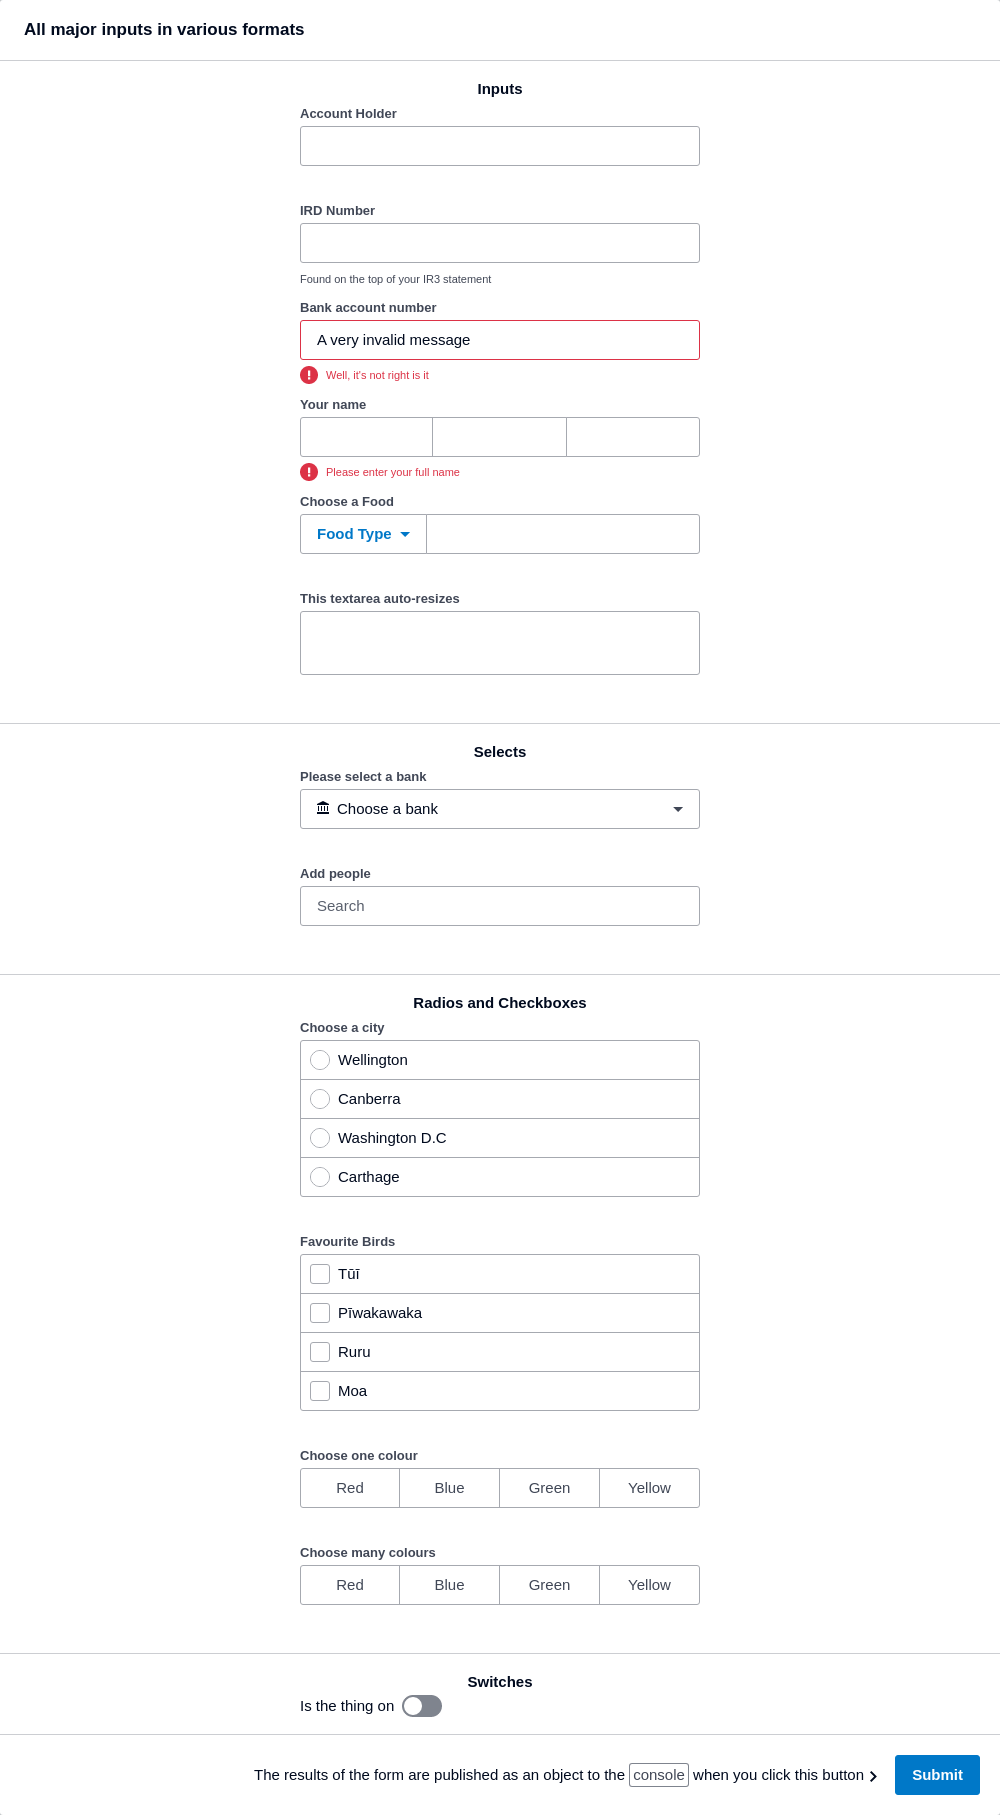 All major inputs in various formats
Inputs
Account Holder
IRD Number
Found on the top of your IR3 statement
Bank account number
A very invalid message
Well, it's not right is it
Your name
Please enter your full name
Choose a Food
Food Type
This textarea auto-resizes
Selects
Please select a bank
Choose a bank
Add people
Search
Radios and Checkboxes
Choose a city
Wellington
Canberra
Washington D.C
Carthage
Favourite Birds
Tūī
Pīwakawaka
Ruru
Moa
Choose one colour
Red Blue Green Yellow
Choose many colours
Red Blue Green Yellow
Switches
Is the thing on
The results of the form are published as an object to the console when you click this button Submit